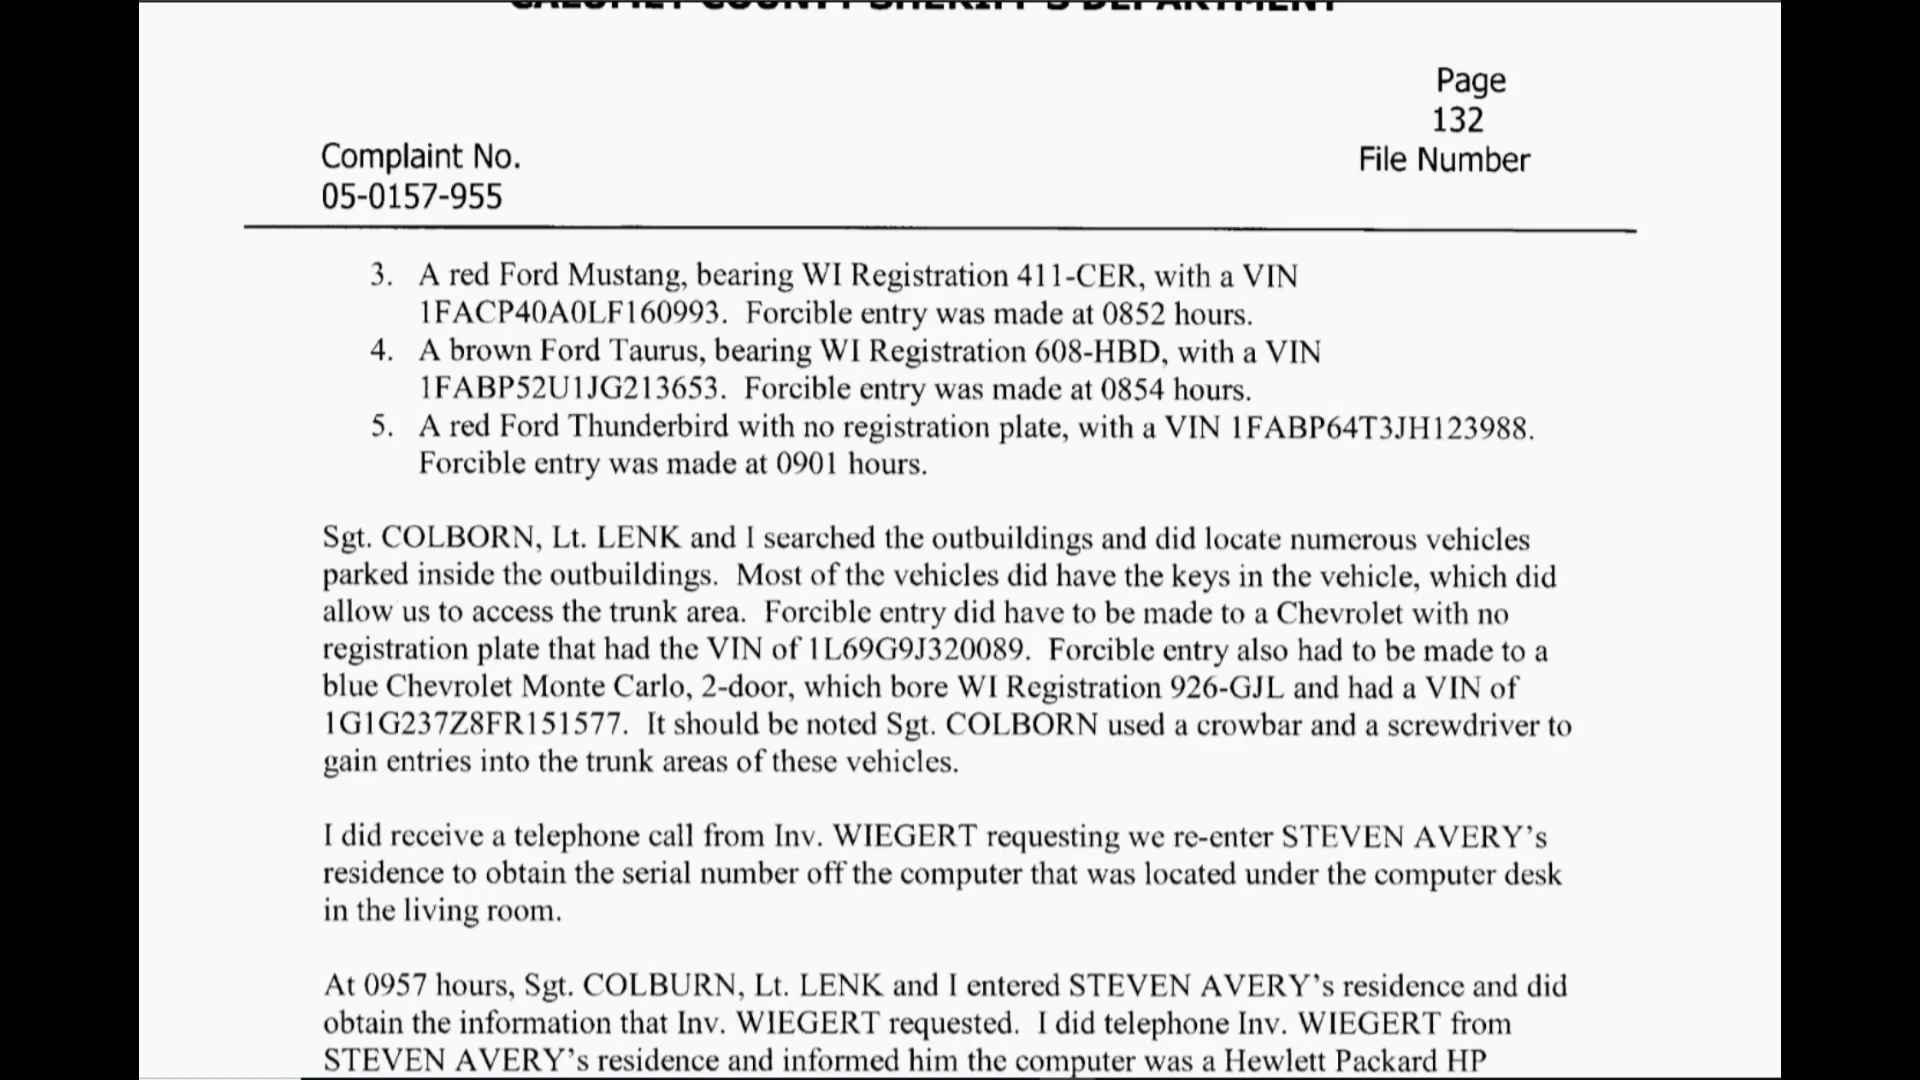 CALUMET COUNTY SHERIFF'S DEPARTMENT
Page
132
File Number
Complaint No.
05-0157-955
3. A red Ford Mustang, bearing WI Registration 411-CER, with a VIN
1FACP40A0LF160993. Forcible entry was made at 0852 hours.
4. A brown Ford Taurus, bearing WI Registration 608-HBD, with a VIN
1FABP52U1JG213653. Forcible entry was made at 0854 hours.
5. A red Ford Thunderbird with no registration plate, with a VIN 1FABP64T3JH123988.
Forcible entry was made at 0901 hours.
Sgt. COLBORN, Lt. LENK and I searched the outbuildings and did locate numerous vehicles
parked inside the outbuildings. Most of the vehicles did have the keys in the vehicle, which did
allow us to access the trunk area. Forcible entry did have to be made to a Chevrolet with no
registration plate that had the VIN of 1L69G9J320089. Forcible entry also had to be made to a
blue Chevrolet Monte Carlo, 2-door, which bore WI Registration 926-GJL and had a VIN of
1G1G237Z8FR151577. It should be noted Sgt. COLBORN used a crowbar and a screwdriver to
gain entries into the trunk areas of these vehicles.
I did receive a telephone call from Inv. WIEGERT requesting we re-enter STEVEN AVERY's
residence to obtain the serial number off the computer that was located under the computer desk
in the living room.
At 0957 hours, Sgt. COLBURN, Lt. LENK and I entered STEVEN AVERY's residence and did
obtain the information that Inv. WIEGERT requested. I did telephone Inv. WIEGERT from
STEVEN AVERY's residence and informed him the computer was a Hewlett Packard HP